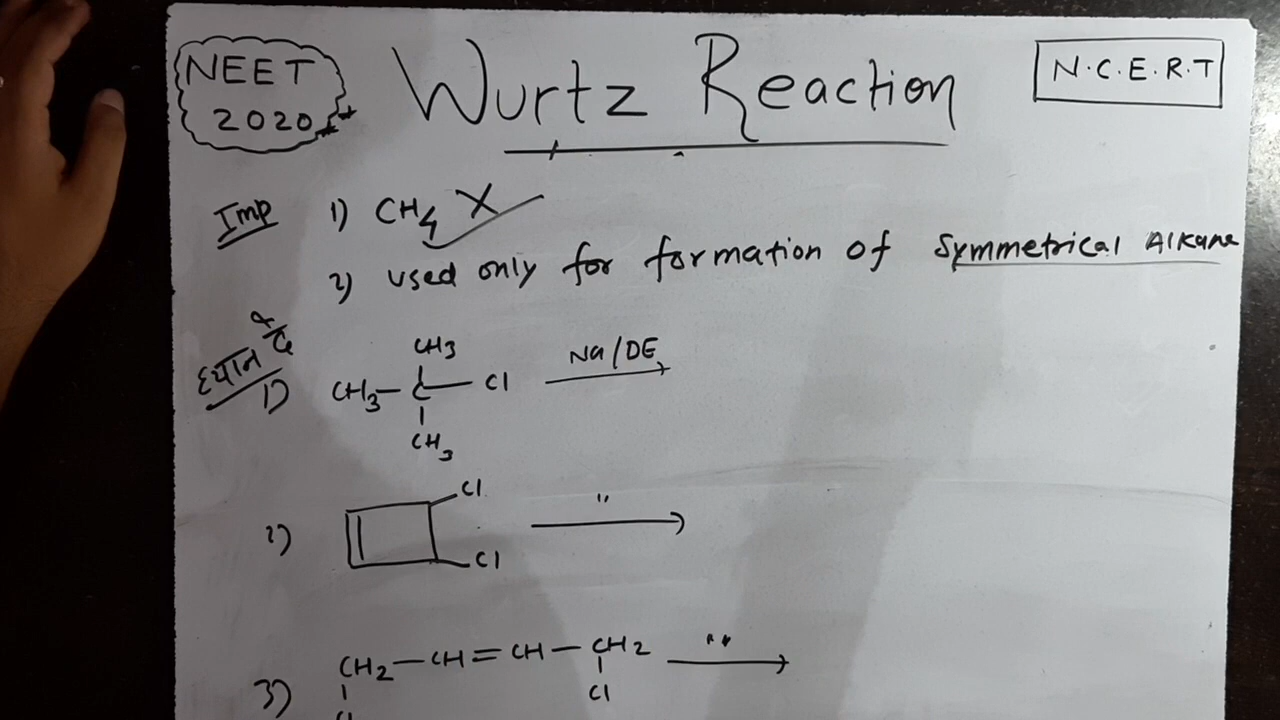 NEET
2020
Wurtz Reaction
N.C.E.R.T
Imp 1) CH4 X
2) used only for formation of Symmetrical Alkane
ध्यान दें
CH3
1) CH3 — C — Cl Na/DE →
CH3
Cl
2) " →
Cl
3) CH2 — CH = CH — CH2 " →
Cl Cl